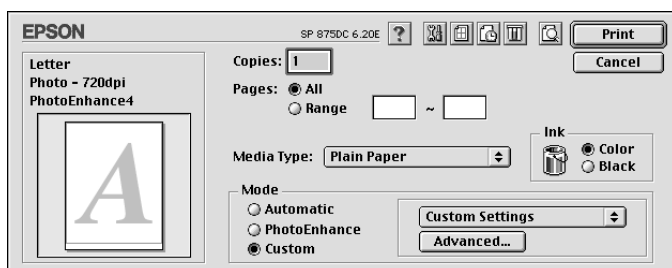 EPSON
SP 875DC 6.20E ? Print
Letter
Photo - 720dpi
PhotoEnhance4
A
Copies: 1
Cancel
Pages: All
Range ~
Media Type: Plain Paper
Ink
Color
Black
Mode
Automatic
PhotoEnhance
Custom
Custom Settings
Advanced...